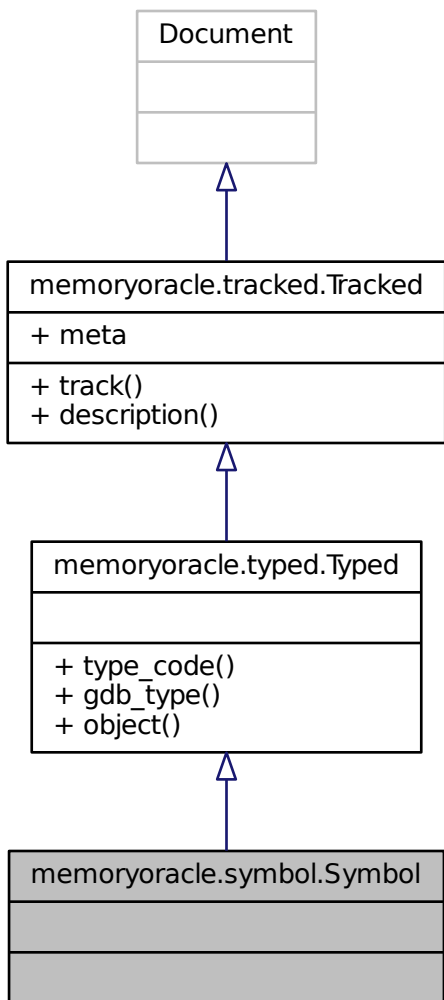 Document
memoryoracle.tracked.Tracked
+ meta
+ track()
+ description()
memoryoracle.typed.Typed
+ type_code()
+ gdb_type()
+ object()
memoryoracle.symbol.Symbol